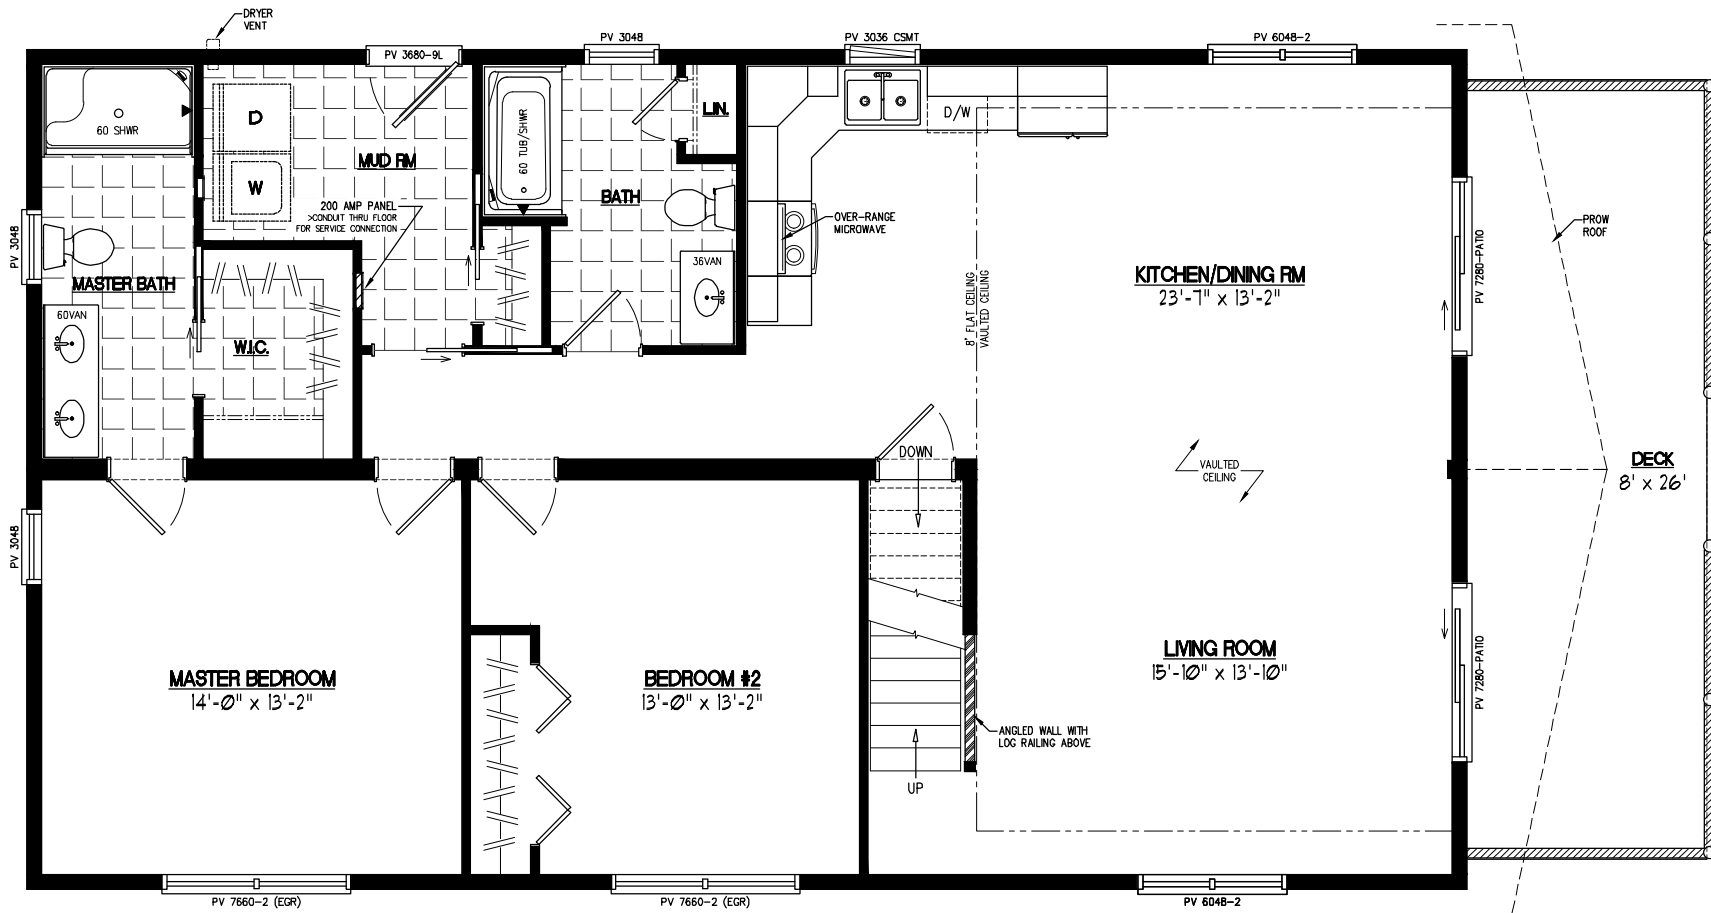 DRYER
VENT
PV 3680-9L
PV 3048
PV 3036 CSMT
PV 6048-2
60 SHWR
D
W
MUD RM
200 AMP PANEL
>CONDUIT THRU FLOOR
FOR SERVICE CONNECTION
60 TUB/SHWR
LIN.
BATH
36VAN
D/W
OVER-RANGE
MICROWAVE
8' FLAT CEILING
VAULTED CEILING
KITCHEN/DINING RM
23'-7" x 13'-2"
PV 7280-PATIO
PROW
ROOF
PV 3048
MASTER BATH
60VAN
W.I.C.
DOWN
VAULTED
CEILING
DECK
8' x 26'
PV 3048
MASTER BEDROOM
14'-0" x 13'-2"
BEDROOM #2
13'-0" x 13'-2"
UP
ANGLED WALL WITH
LOG RAILING ABOVE
LIVING ROOM
15'-10" x 13'-10"
PV 7280-PATIO
PV 7660-2 (EGR)
PV 7660-2 (EGR)
PV 6048-2